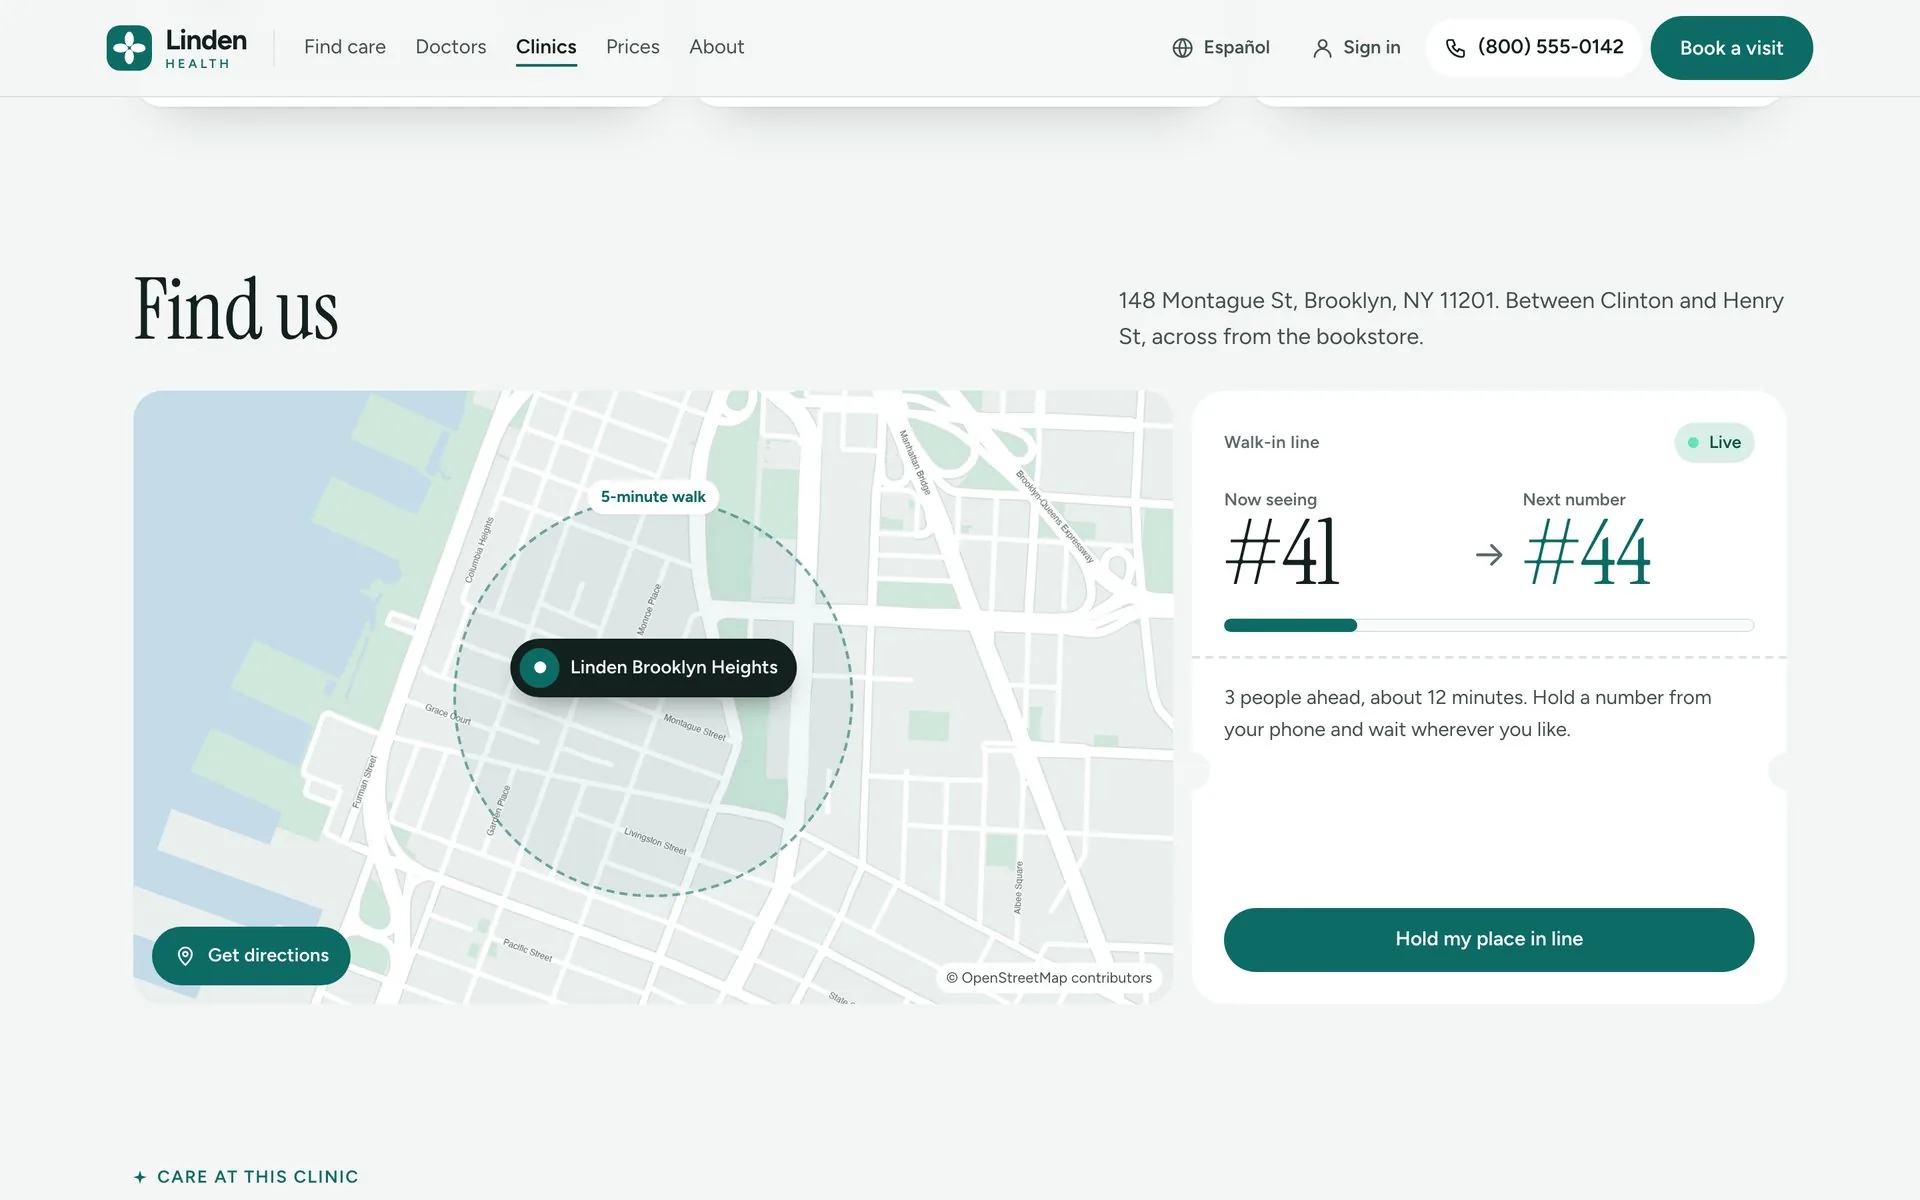 Linden
HEALTH
Find care
Doctors
Clinics
Prices
About
Español
Sign in
(800) 555-0142
Book a visit
Find us
148 Montague St, Brooklyn, NY 11201. Between Clinton and Henry
St, across from the bookstore.
Manhattan Bridge
Brooklyn-Queens Expressway
5-minute walk
Columbia Heights
Monroe Place
Linden Brooklyn Heights
Grace Court
Montague Street
Furman Street
Garden Place
Livingston Street
Albee Square
Pacific Street
State
Get directions
© OpenStreetMap contributors
Walk-in line
Live
Now seeing
Next number
#41
#44
3 people ahead, about 12 minutes. Hold a number from
your phone and wait wherever you like.
Hold my place in line
CARE AT THIS CLINIC